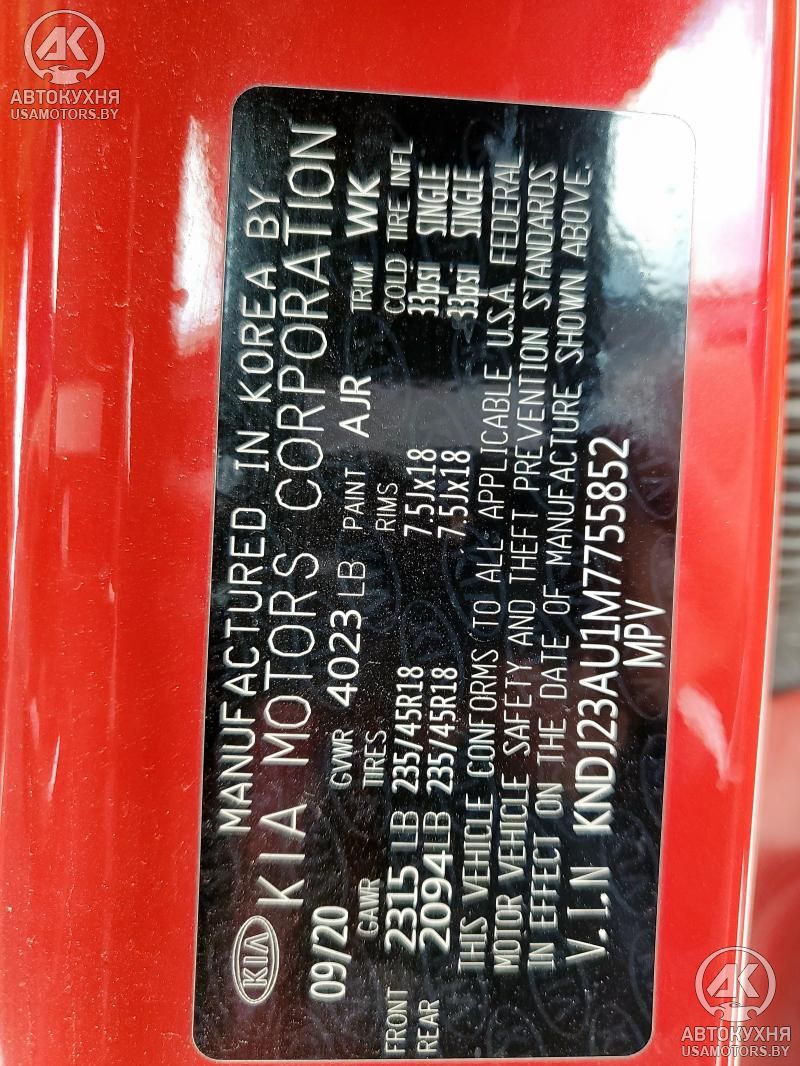 AK
АВТОКУХНЯ
USAMOTORS.BY
MANUFACTURED IN KOREA BY
KIA KIA MOTORS CORPORATION
09/20 GVWR 4023 LB PAINT AJR TRIM WK
GAWR TIRES RIMS COLD TIRE INFL
FRONT 2315 LB 235/45R18 7.5Jx18 33psi SINGLE
REAR 2094LB 235/45R18 7.5Jx18 33psi SINGLE
THIS VEHICLE CONFORMS TO ALL APPLICABLE U.S.A. FEDERAL
MOTOR VEHICLE SAFETY AND THEFT PREVENTION STANDARDS
IN EFFECT ON THE DATE OF MANUFACTURE SHOWN ABOVE.
V.I.N KNDJ23AU1M7755852
MPV
AK
АВТОКУХНЯ
USAMOTORS.BY